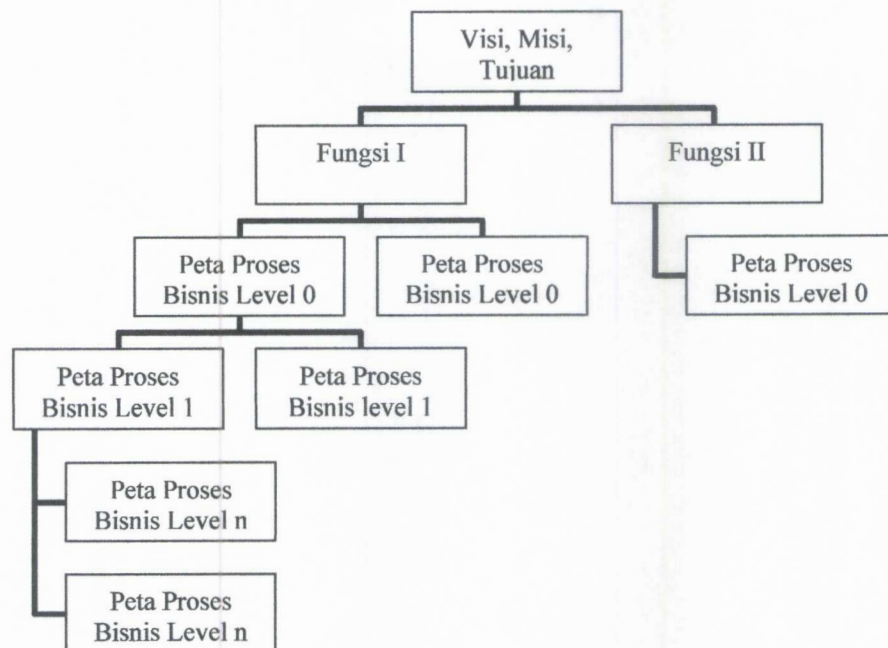 Visi, Misi,
Tujuan
Fungsi I
Fungsi II
Peta Proses
Bisnis Level 0
Peta Proses
Bisnis Level 0
Peta Proses
Bisnis Level 0
Peta Proses
Bisnis Level 1
Peta Proses
Bisnis level 1
Peta Proses
Bisnis Level n
Peta Proses
Bisnis Level n